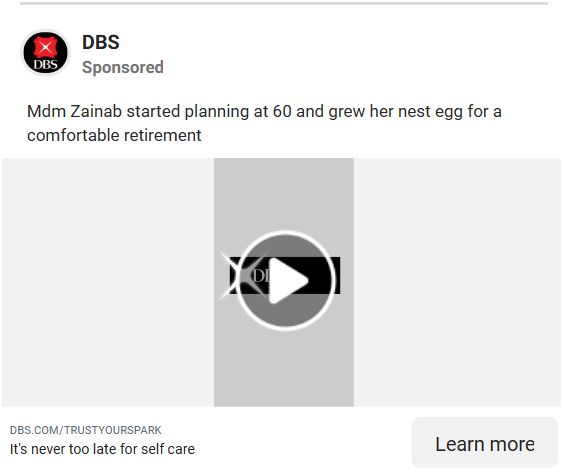 DBS
DBS
Sponsored
Mdm Zainab started planning at 60 and grew her nest egg for a
comfortable retirement
DBS.COM/TRUSTYOURSPARK
It's never too late for self care
Learn more